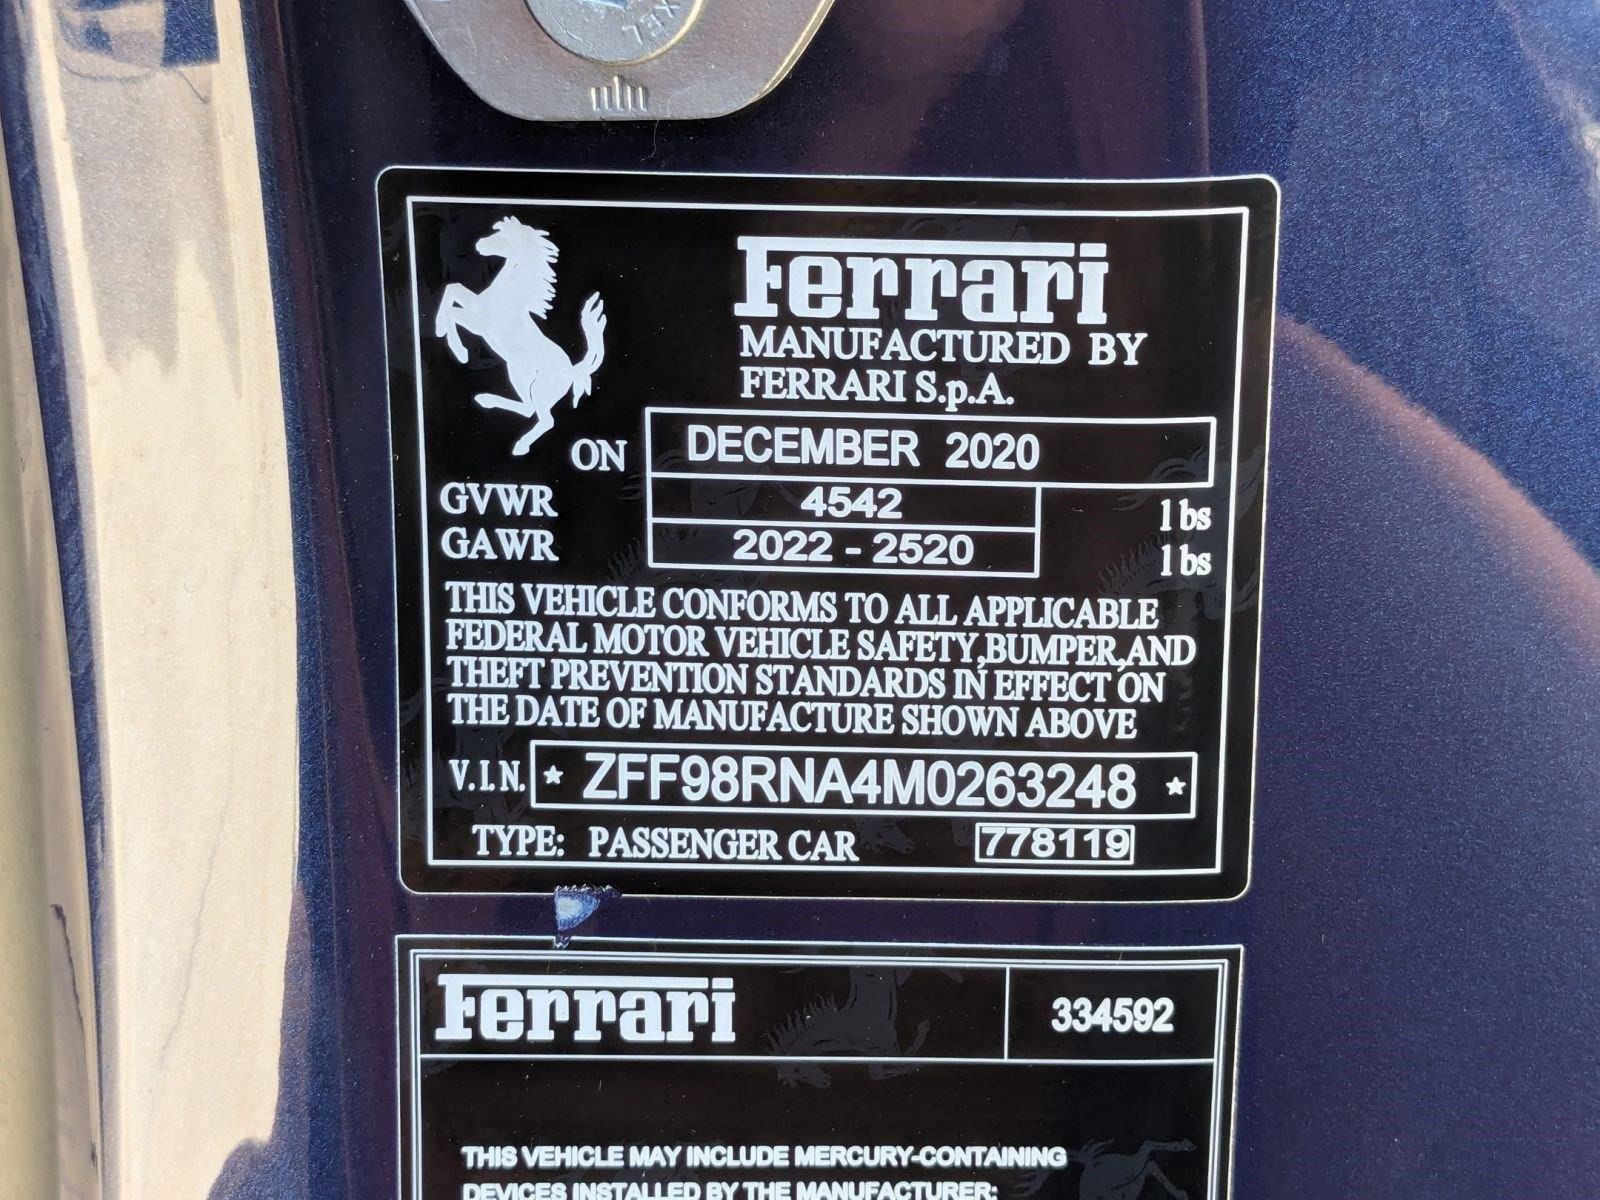 XEL
Ferrari
MANUFACTURED BY
FERRARI S.p.A.
ON DECEMBER 2020
GVWR 4542 lbs
GAWR 2022 - 2520 lbs
THIS VEHICLE CONFORMS TO ALL APPLICABLE
FEDERAL MOTOR VEHICLE SAFETY,BUMPER,AND
THEFT PREVENTION STANDARDS IN EFFECT ON
THE DATE OF MANUFACTURE SHOWN ABOVE
V.I.N. * ZFF98RNA4M0263248 *
TYPE: PASSENGER CAR 778119
Ferrari 334592
THIS VEHICLE MAY INCLUDE MERCURY-CONTAINING
DEVICES INSTALLED BY THE MANUFACTURER: